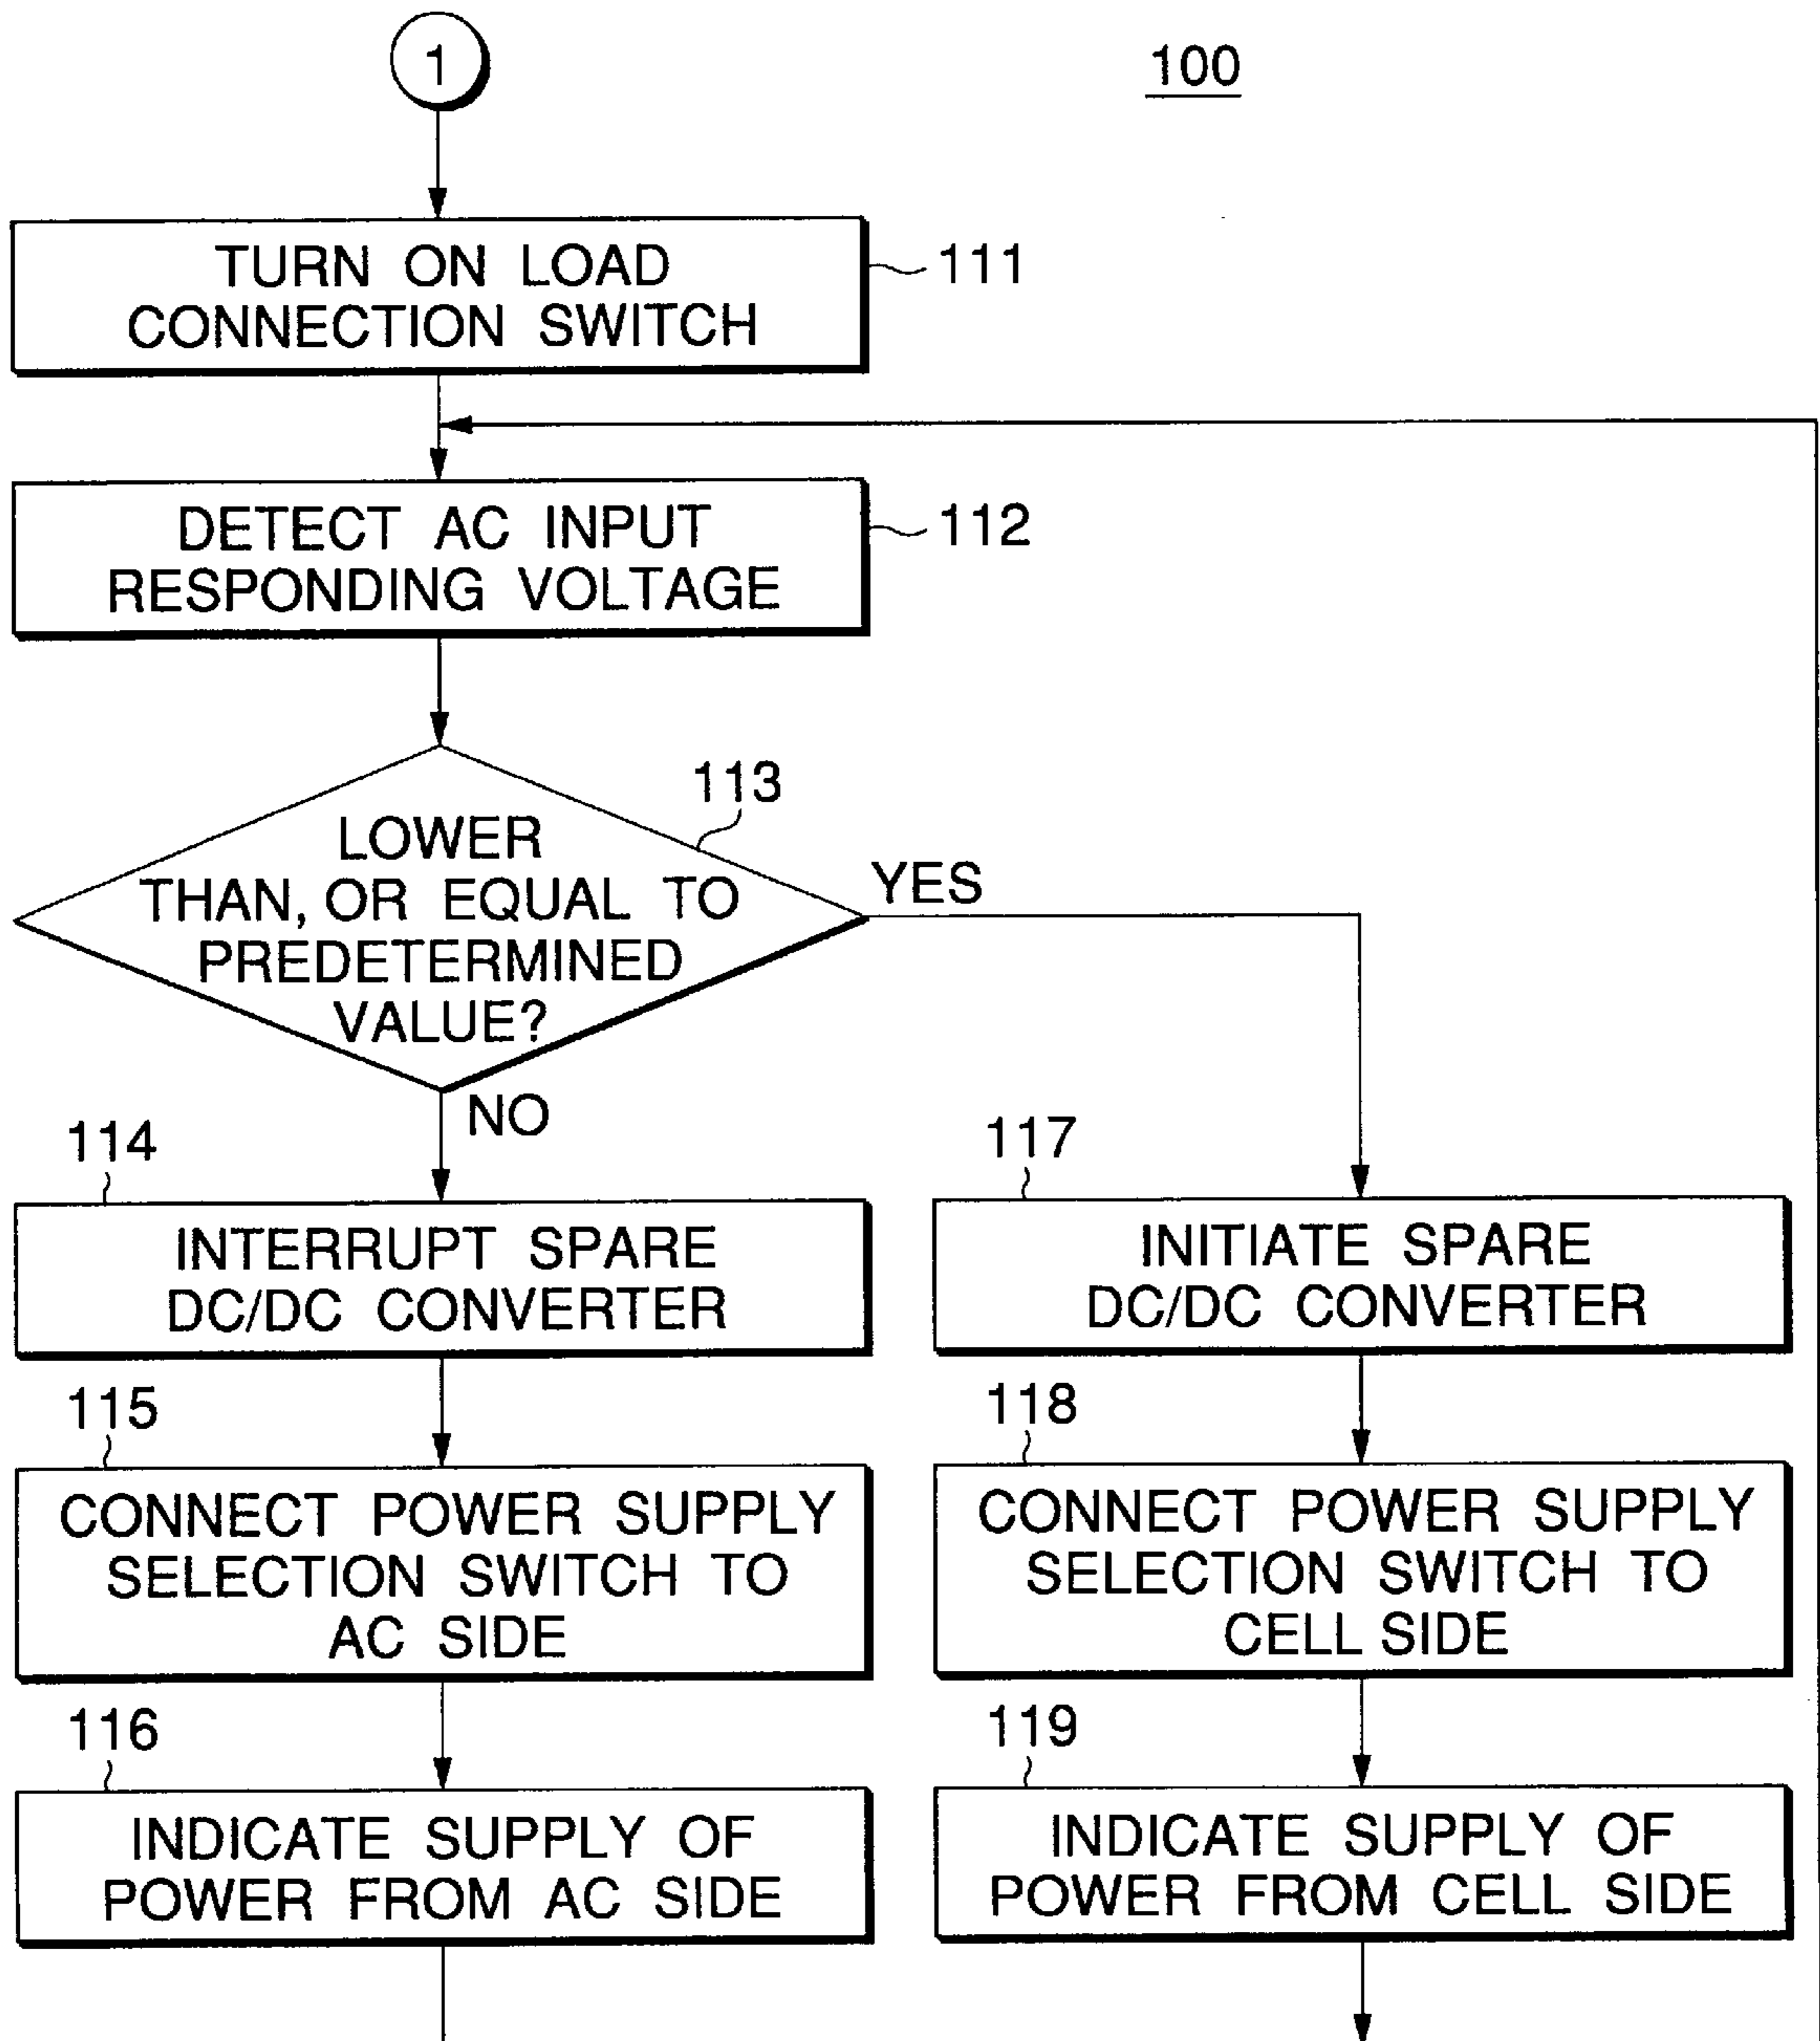 1
100
TURN ON LOAD
CONNECTION SWITCH
111
DETECT AC INPUT
RESPONDING VOLTAGE
112
113
LOWER
THAN, OR EQUAL TO
PREDETERMINED
VALUE?
YES
NO
114
INTERRUPT SPARE
DC/DC CONVERTER
117
INITIATE SPARE
DC/DC CONVERTER
115
CONNECT POWER SUPPLY
SELECTION SWITCH TO
AC SIDE
118
CONNECT POWER SUPPLY
SELECTION SWITCH TO
CELL SIDE
116
INDICATE SUPPLY OF
POWER FROM AC SIDE
119
INDICATE SUPPLY OF
POWER FROM CELL SIDE